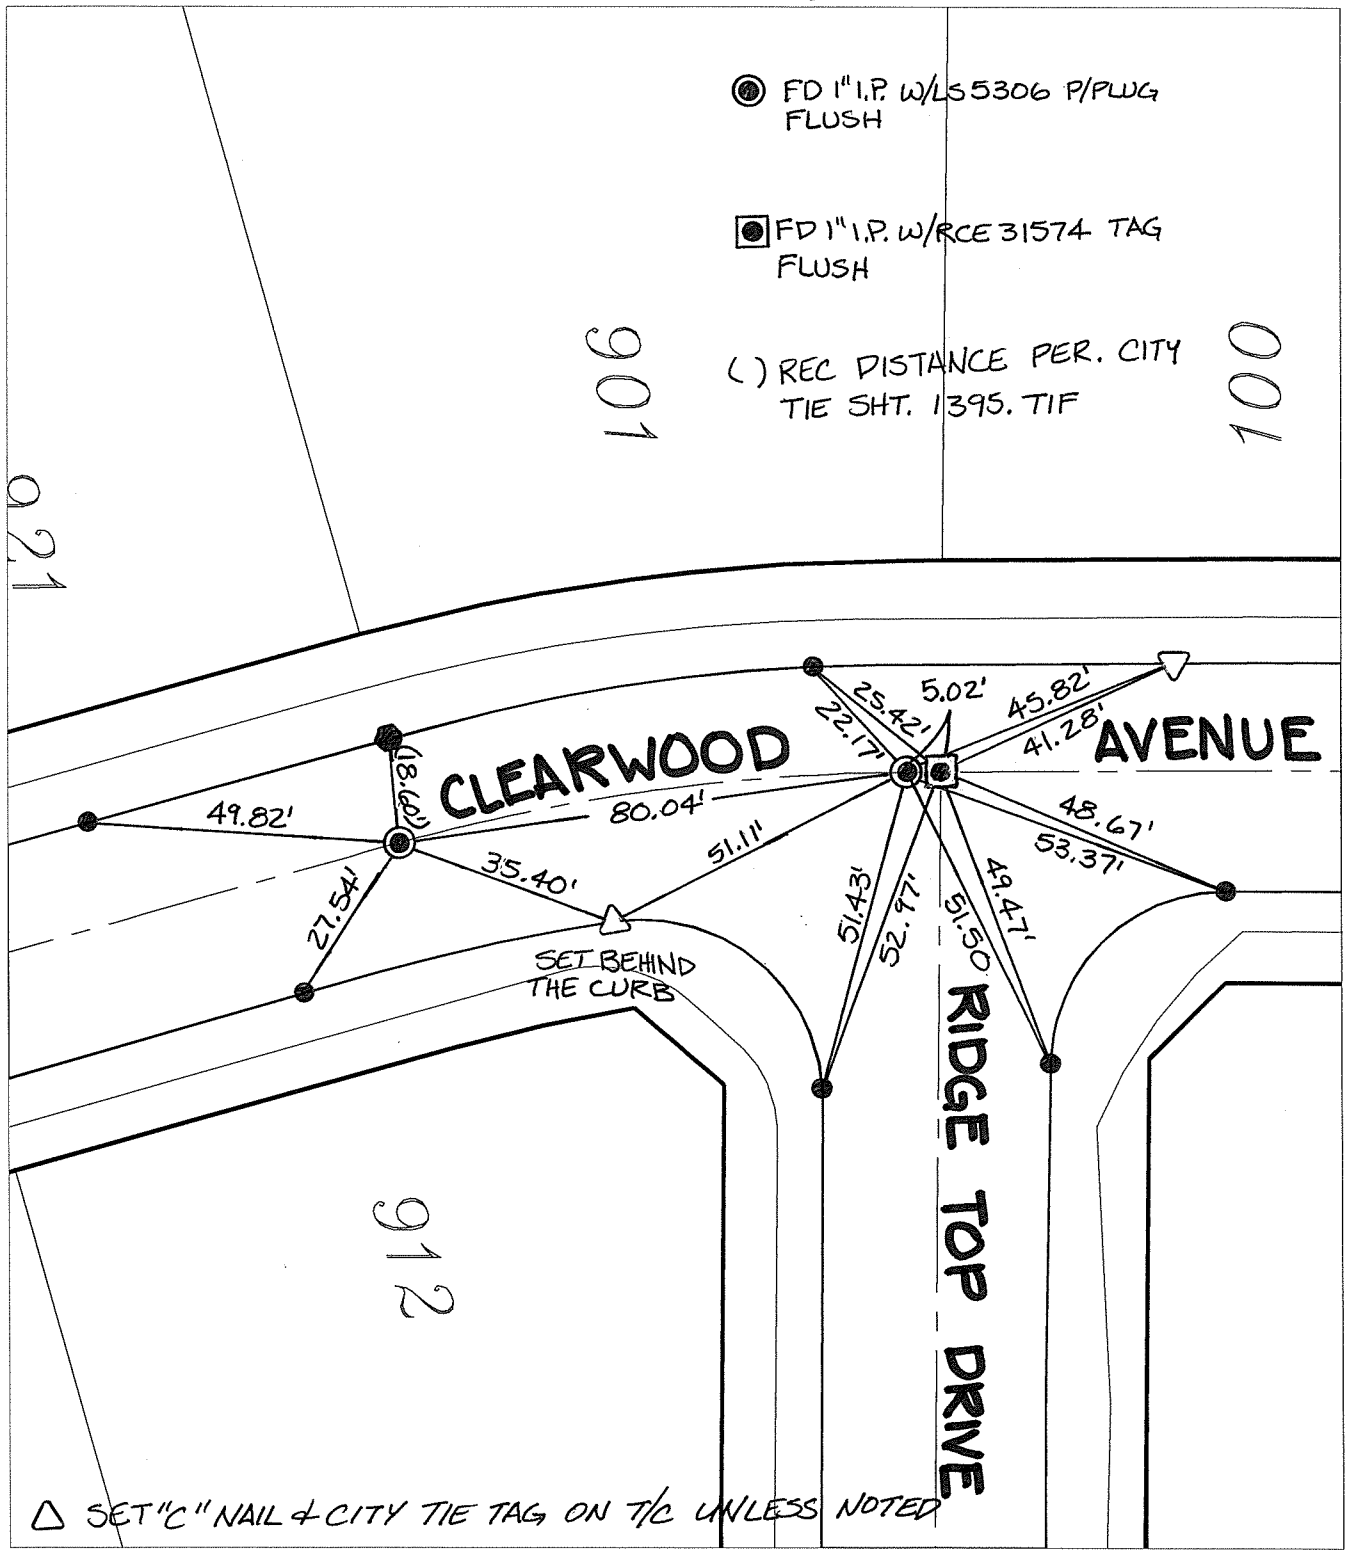 FD 1" I.P. W/LS 5306 P/PLUG
FLUSH
FD 1" I.P. W/RCE 31574 TAG
FLUSH
( ) REC DISTANCE PER. CITY
TIE SHT. 1395. TIF
901
100
921
25.42'
22.17'
5.02'
45.82'
41.28'
CLEARWOOD
AVENUE
(18.60')
49.82'
80.04'
48.67'
53.37'
51.11'
35.40'
27.54'
51.43'
52.97'
51.50
49.47'
SET BEHIND
THE CURB
RIDGE TOP DRIVE
912
SET "C" NAIL & CITY TIE TAG ON T/C UNLESS NOTED